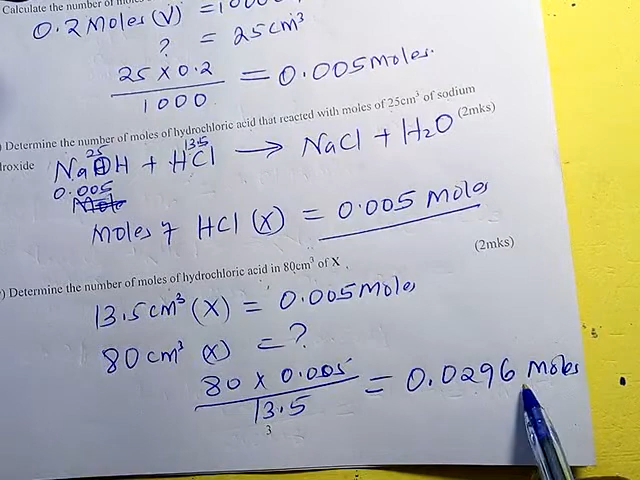 Calculate the number of moles
0.2 Moles (V) = 1000
? = 25cm³
25 x 0.2 / 1000 = 0.005 moles.
) Determine the number of moles of hydrochloric acid that reacted with moles of 25cm³ of sodium
droxide (2mks)
25 13.5
NaOH + HCl → NaCl + H₂O
0.005
Mole
Moles of HCl (X) = 0.005 moles
(2mks)
) Determine the number of moles of hydrochloric acid in 80cm³ of X
13.5cm³ (X) = 0.005 Moles
80cm³ (X) = ?
80 x 0.005 / 13.5 = 0.0296 moles
3